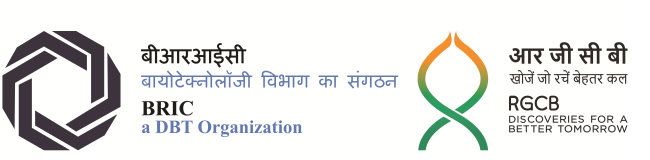 बीआरआईसी
बायोटेक्नोलॉजी विभाग का संगठन
BRIC
a DBT Organization
आर जी सी बी
खोजें जो रचें बेहतर कल
RGCB
DISCOVERIES FOR A
BETTER TOMORROW